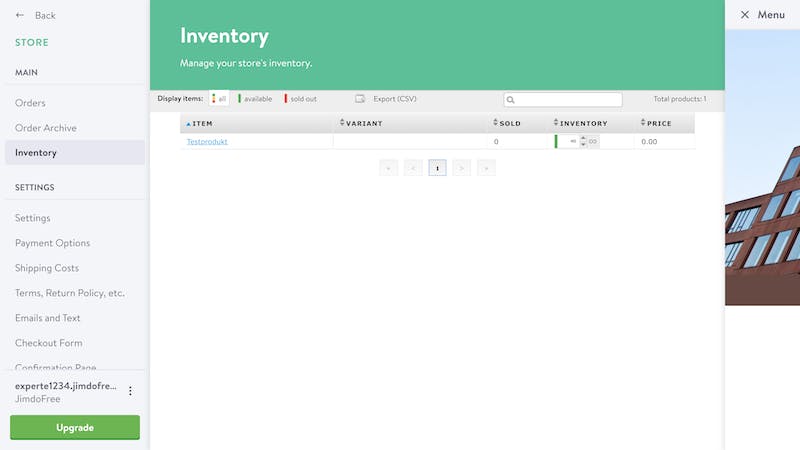 ← Back
STORE
MAIN
Orders
Order Archive
Inventory
SETTINGS
Settings
Payment Options
Shipping Costs
Terms, Return Policy, etc.
Emails and Text
Checkout Form
Confirmation Page
experte1234.jimdofre...
JimdoFree
Upgrade
Inventory
Manage your store's inventory.
Display items: all available sold out Export (CSV) Total products: 1
ITEM VARIANT SOLD INVENTORY PRICE
Testprodukt 0 ∞ ∞ 0.00
« < 1 > »
Menu